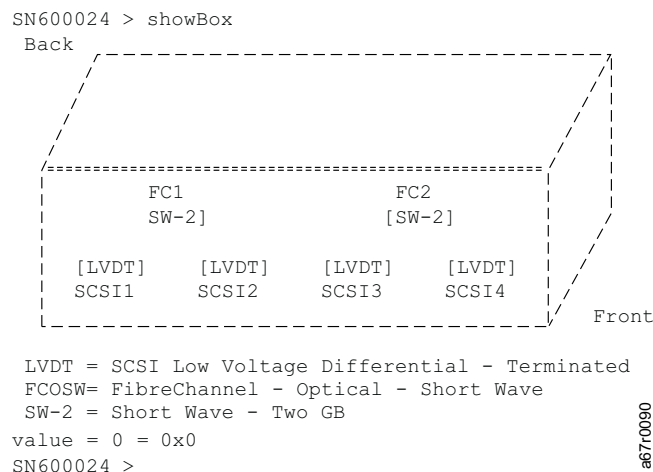 SN600024 > showBox
Back
FC1 FC2
SW-2] [SW-2]
[LVDT] [LVDT] [LVDT] [LVDT]
SCSI1 SCSI2 SCSI3 SCSI4
Front
LVDT = SCSI Low Voltage Differential - Terminated
FCOSW= FibreChannel - Optical - Short Wave
SW-2 = Short Wave - Two GB
value = 0 = 0x0
SN600024 >
a67r0090